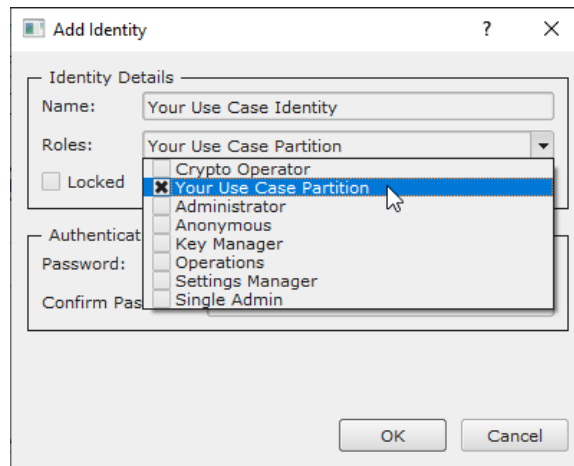 Add Identity
?
Identity Details
Name: Your Use Case Identity
Roles: Your Use Case Partition
Locked
Crypto Operator
Your Use Case Partition
Administrator
Anonymous
Key Manager
Operations
Settings Manager
Single Admin
Authenticat
Password:
Confirm Pas
OK Cancel